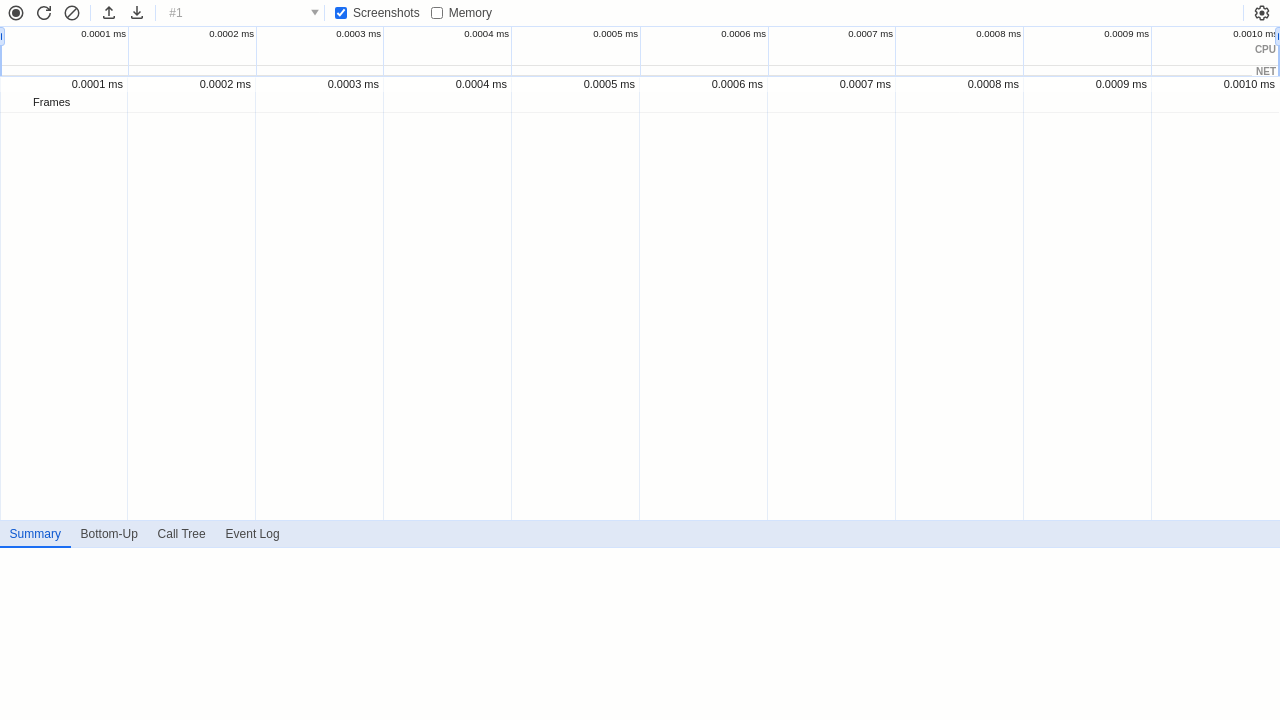 #1 Screenshots Memory
0.0001 ms 0.0002 ms 0.0003 ms 0.0004 ms 0.0005 ms 0.0006 ms 0.0007 ms 0.0008 ms 0.0009 ms 0.0010 ms
CPU
NET
0.0001 ms 0.0002 ms 0.0003 ms 0.0004 ms 0.0005 ms 0.0006 ms 0.0007 ms 0.0008 ms 0.0009 ms 0.0010 ms
Frames
Summary Bottom-Up Call Tree Event Log